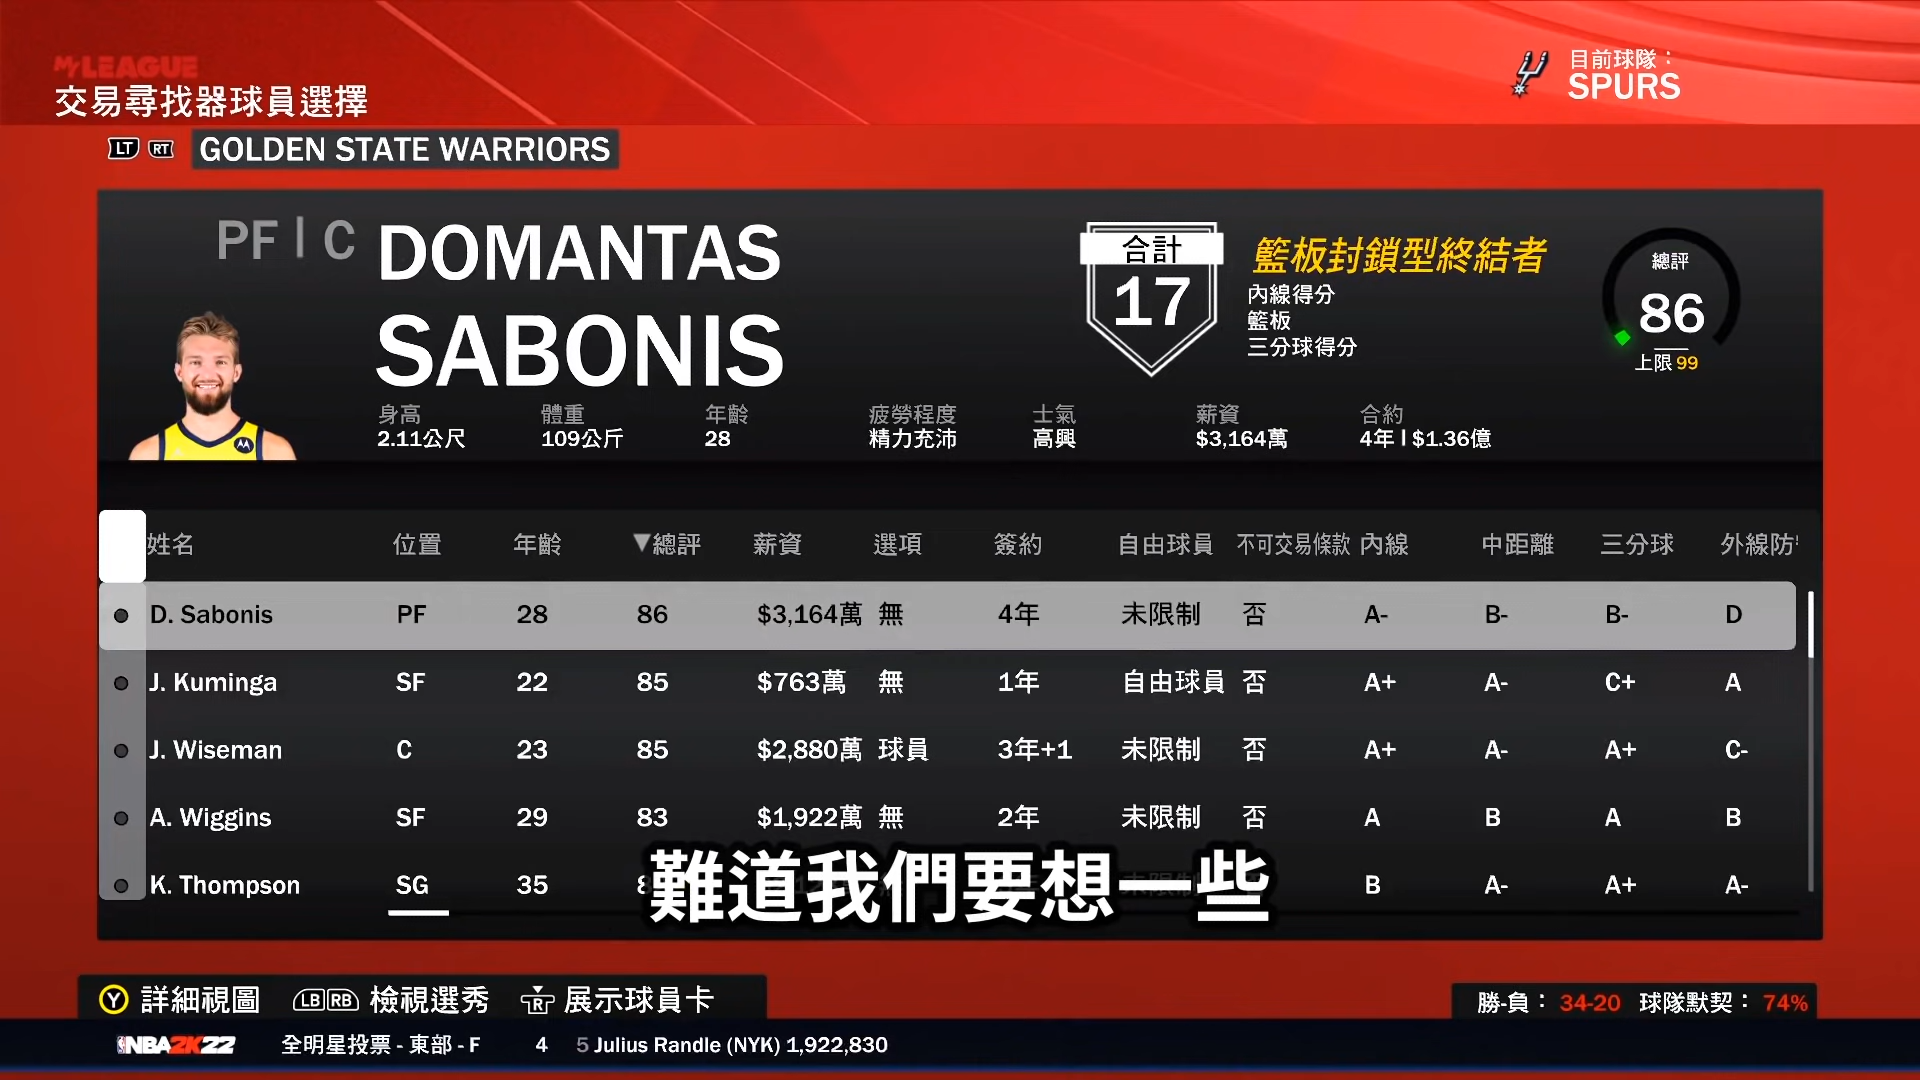 MyLEAGUE
交易尋找器球員選擇
目前球隊：
SPURS
LT RT GOLDEN STATE WARRIORS
PF | C DOMANTAS
SABONIS
合計
17
籃板封鎖型終結者
內線得分
籃板
三分球得分
總評
86
上限 99
身高 體重 年齡 疲勞程度 士氣 薪資 合約
2.11公尺 109公斤 28 精力充沛 高興 $3,164萬 4年 | $1.36億
姓名 位置 年齡 ▼總評 薪資 選項 簽約 自由球員 不可交易條款 內線 中距離 三分球 外線防
D. Sabonis PF 28 86 $3,164萬 無 4年 未限制 否 A- B- B- D
J. Kuminga SF 22 85 $763萬 無 1年 自由球員 否 A+ A- C+ A
J. Wiseman C 23 85 $2,880萬 球員 3年+1 未限制 否 A+ A- A+ C-
A. Wiggins SF 29 83 $1,922萬 無 2年 未限制 否 A B A B
K. Thompson SG 35 B A- A+ A-
難道我們要想一些
Y 詳細視圖 LB RB 檢視選秀 R 展示球員卡
勝-負： 34-20 球隊默契： 74%
NBA2K22 全明星投票 - 東部 - F 4 5 Julius Randle (NYK) 1,922,830